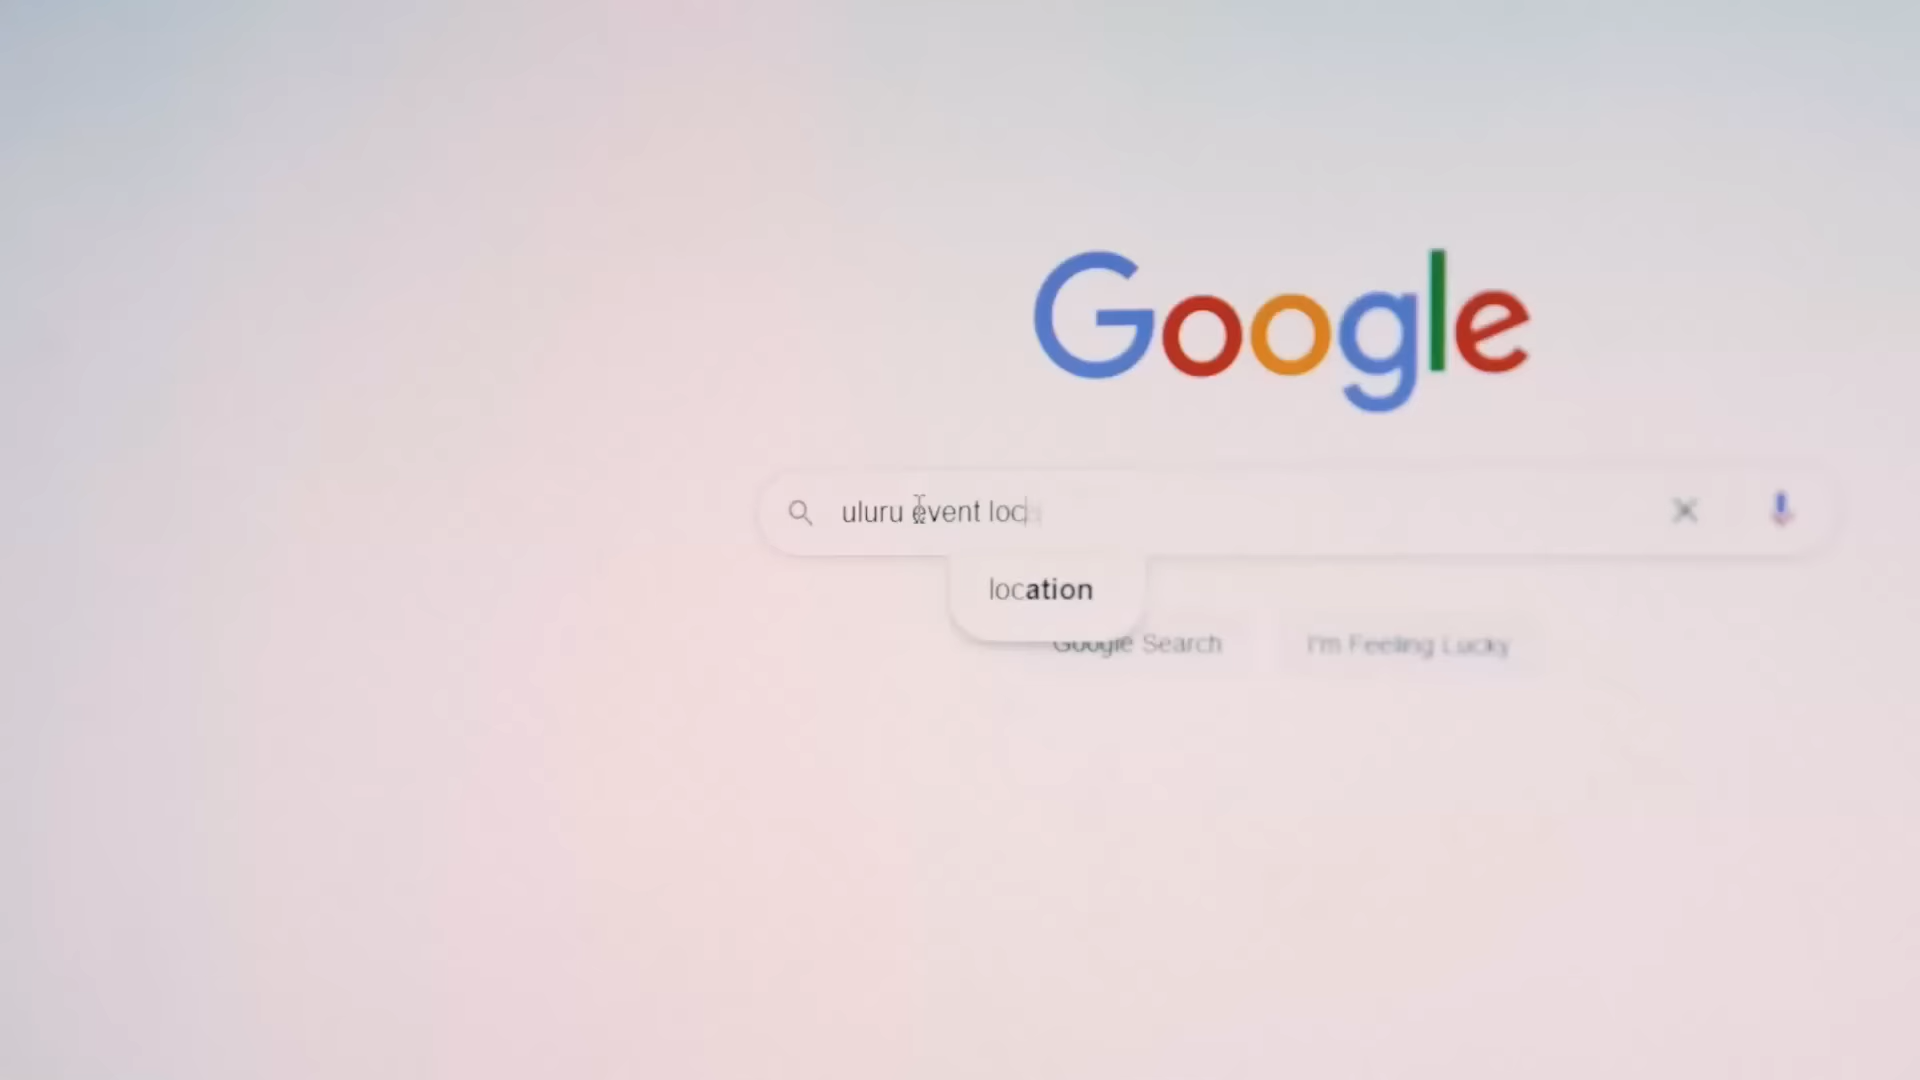 Google
uluru event loc
location
Google Search
I'm Feeling Lucky